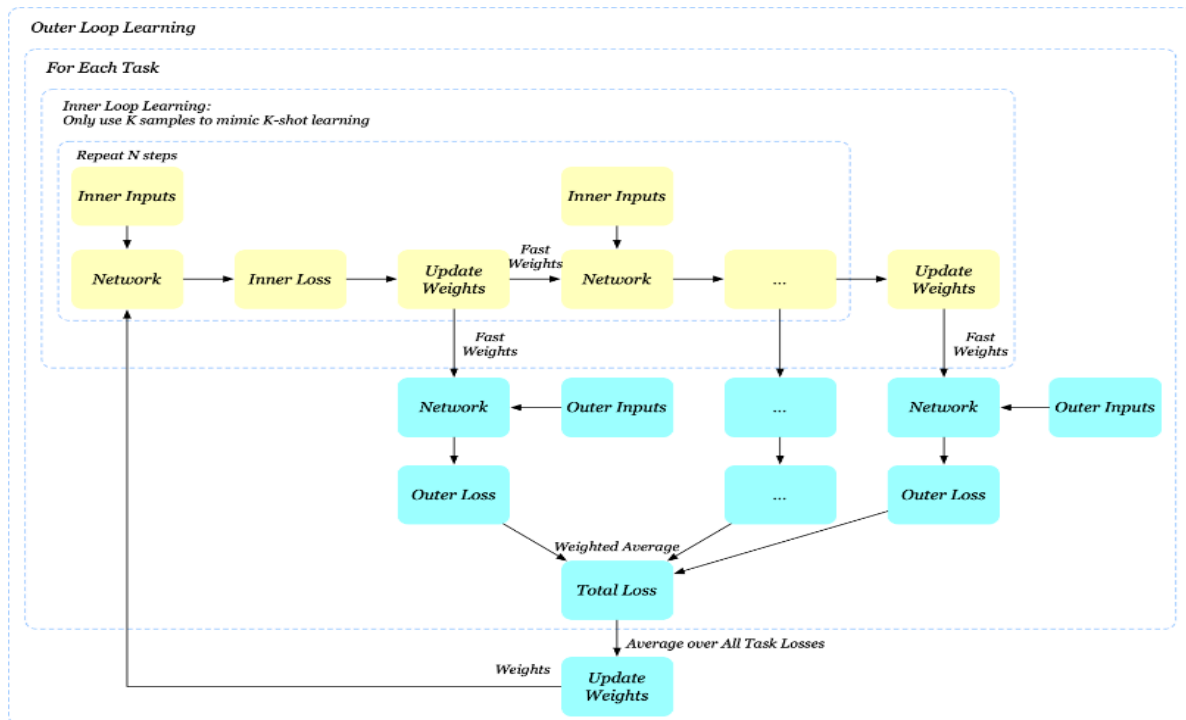 Outer Loop Learning
For Each Task
Inner Loop Learning:
Only use K samples to mimic K-shot learning
Repeat N steps
Inner Inputs
Inner Inputs
Network
Inner Loss
Update
Weights
Fast
Weights
Network
...
Update
Weights
Fast
Weights
Fast
Weights
Network
Outer Inputs
...
Network
Outer Inputs
Outer Loss
...
Outer Loss
Weighted Average
Total Loss
Average over All Task Losses
Weights
Update
Weights